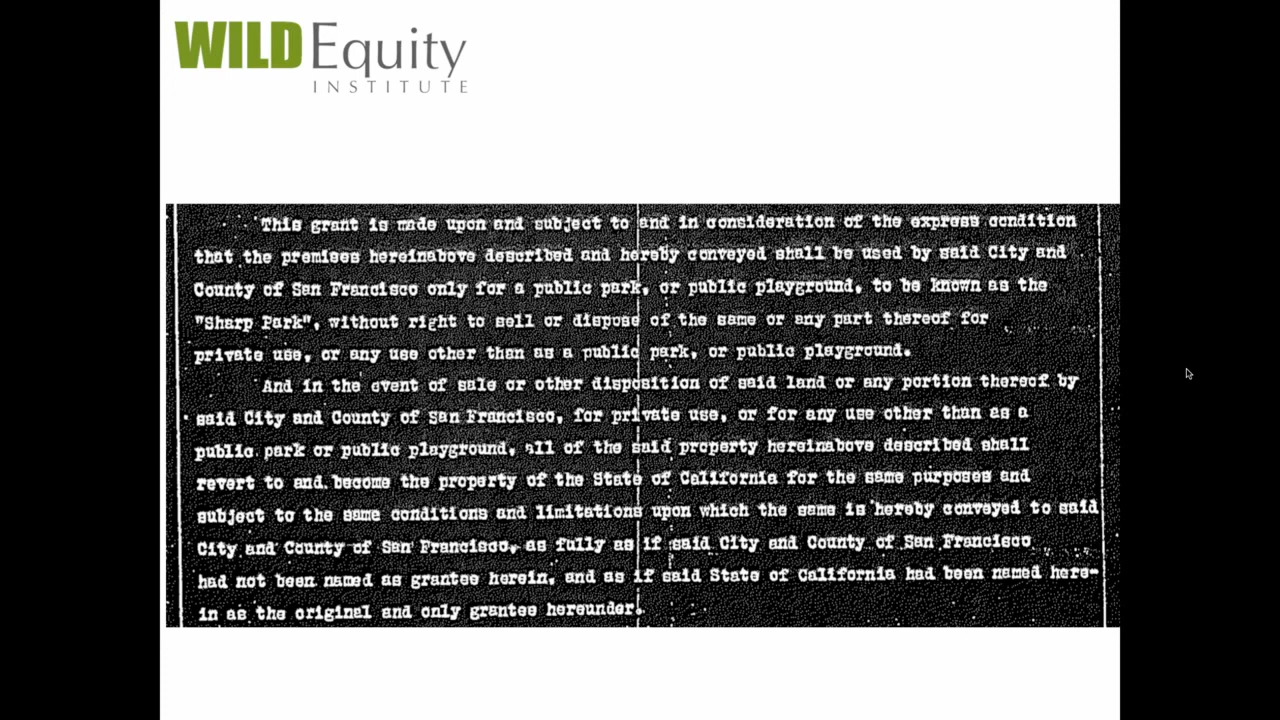 WILD Equity
INSTITUTE
This grant is made upon and subject to and in consideration of the express condition
that the premises hereinabove described and hereby conveyed shall be used by said City and
County of San Francisco only for a public park, or public playground, to be known as the
"Sharp Park", without right to sell or dispose of the same or any part thereof for
private use, or any use other than as a public park, or public playground.
And in the event of sale or other disposition of said land or any portion thereof by
said City and County of San Francisco, for private use, or for any use other than as a
public park or public playground, all of the said property hereinabove described shall
revert to and become the property of the State of California for the same purposes and
subject to the same conditions and limitations upon which the same is hereby conveyed to said
City and County of San Francisco, as fully as if said City and County of San Francisco
had not been named as grantee herein, and as if said State of California had been named here-
in as the original and only grantee hereunder.